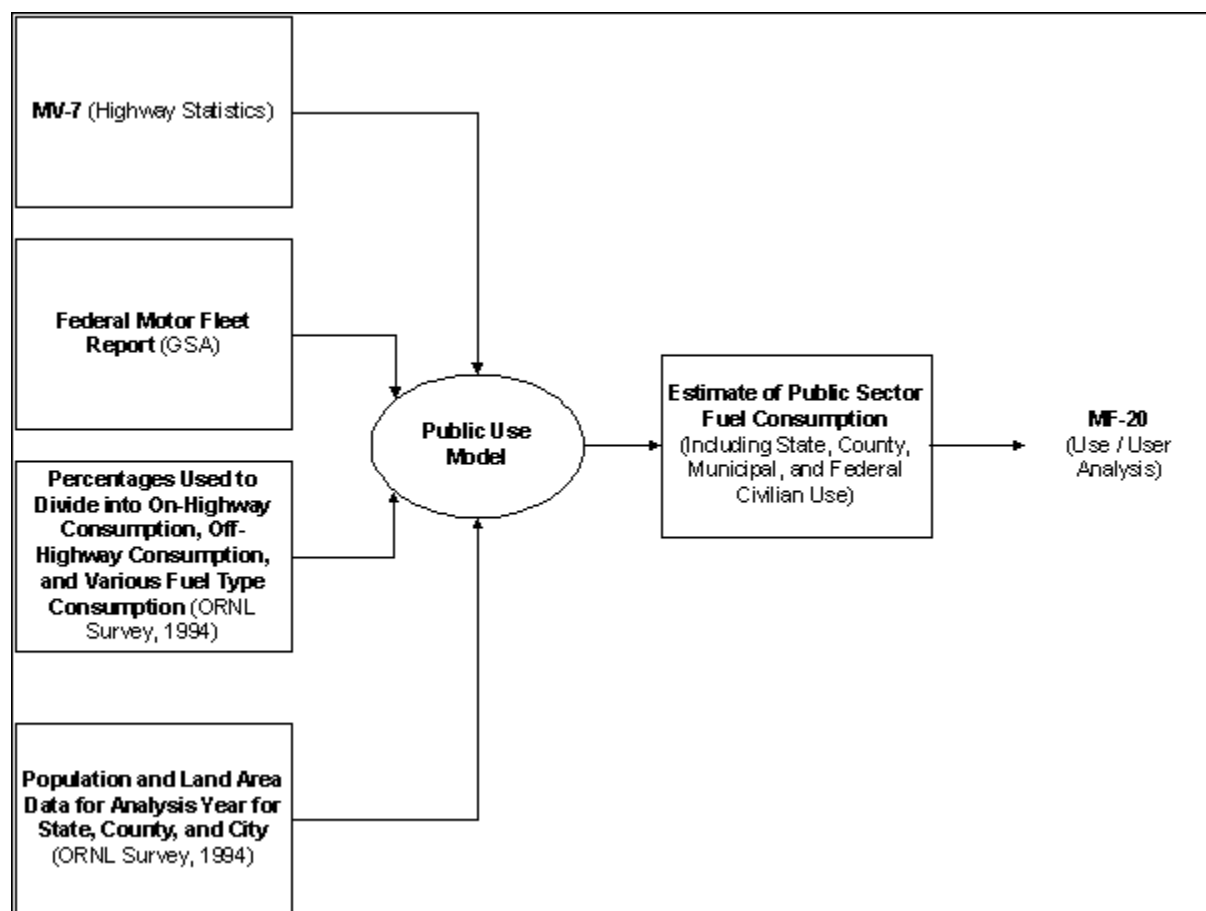 MV-7 (Highway Statistics)
Federal Motor Fleet
Report (GSA)
Percentages Used to
Divide into On-Highway
Consumption, Off-
Highway Consumption,
and Various Fuel Type
Consumption (ORNL
Survey, 1994)
Population and Land Area
Data for Analysis Year for
State, County, and City
(ORNL Survey, 1994)
Public Use
Model
Estimate of Public Sector
Fuel Consumption
(Including State, County,
Municipal, and Federal
Civilian Use)
MF-20
(Use / User
Analysis)